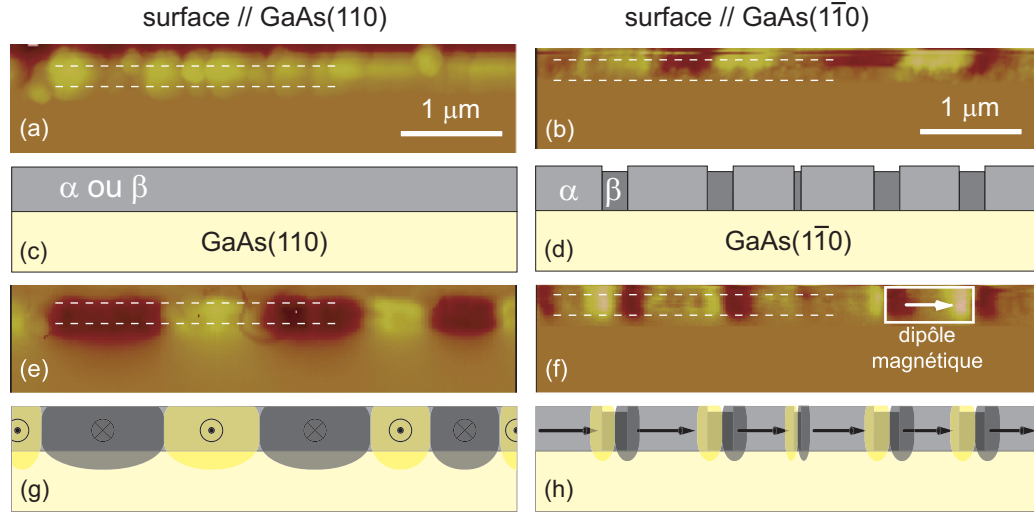 surface // GaAs(110)
surface // GaAs(11̅0)
1 μm
(a)
1 μm
(b)
α ou β
GaAs(110)
(c)
α
β
GaAs(11̅0)
(d)
(e)
dipôle
magnétique
(f)
(g)
(h)